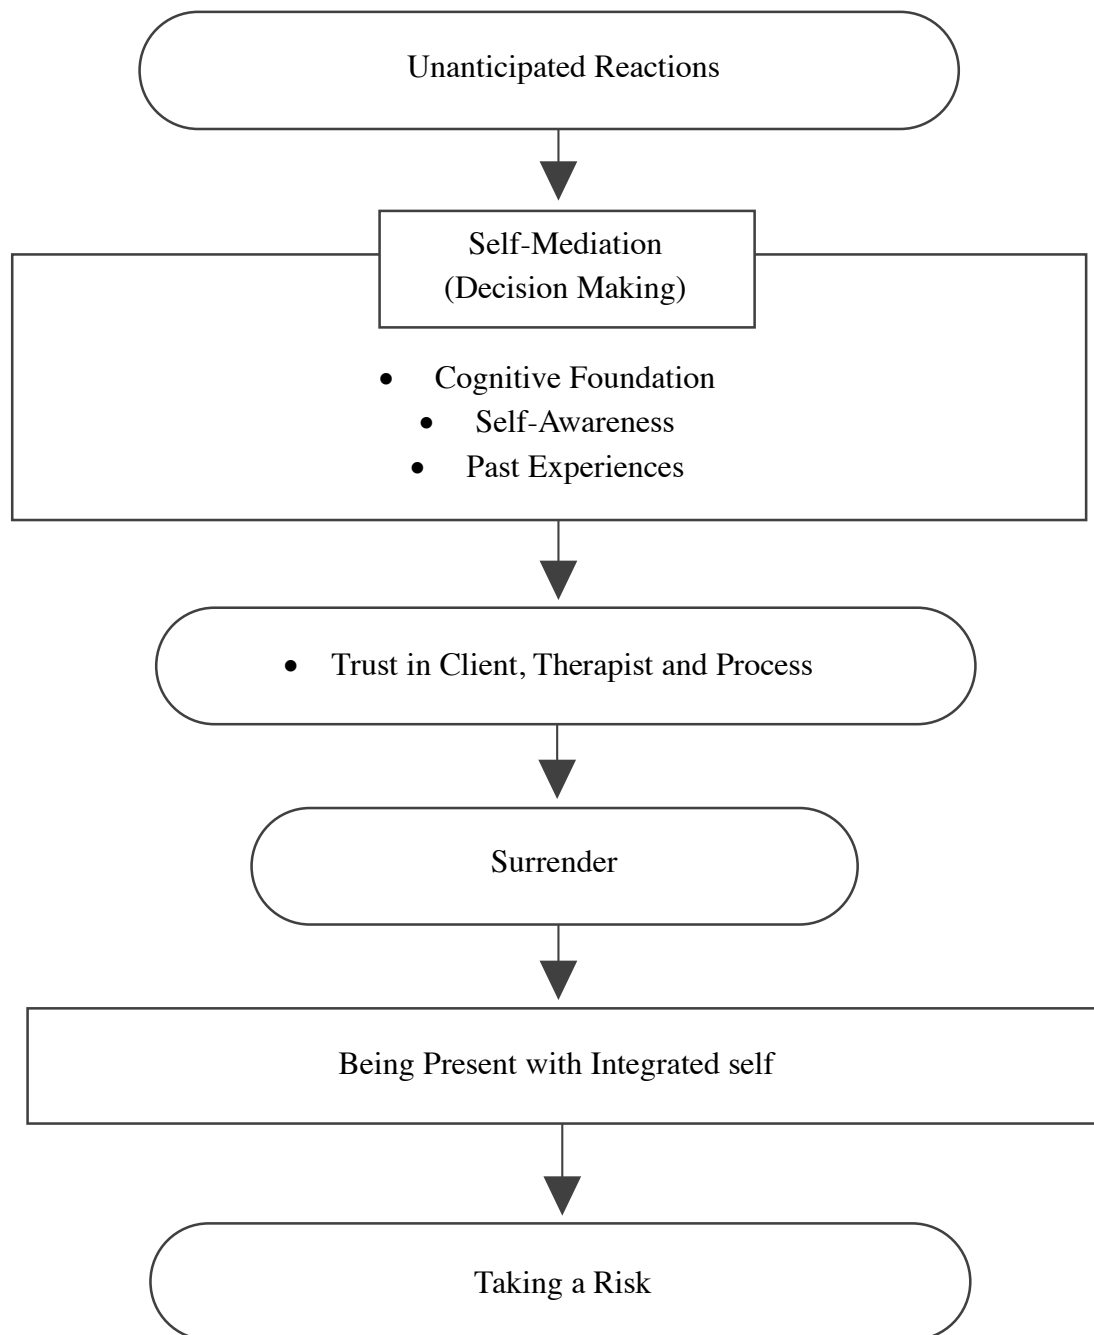 Unanticipated Reactions
Self-Mediation
(Decision Making)
• Cognitive Foundation
• Self-Awareness
• Past Experiences
• Trust in Client, Therapist and Process
Surrender
Being Present with Integrated self
Taking a Risk